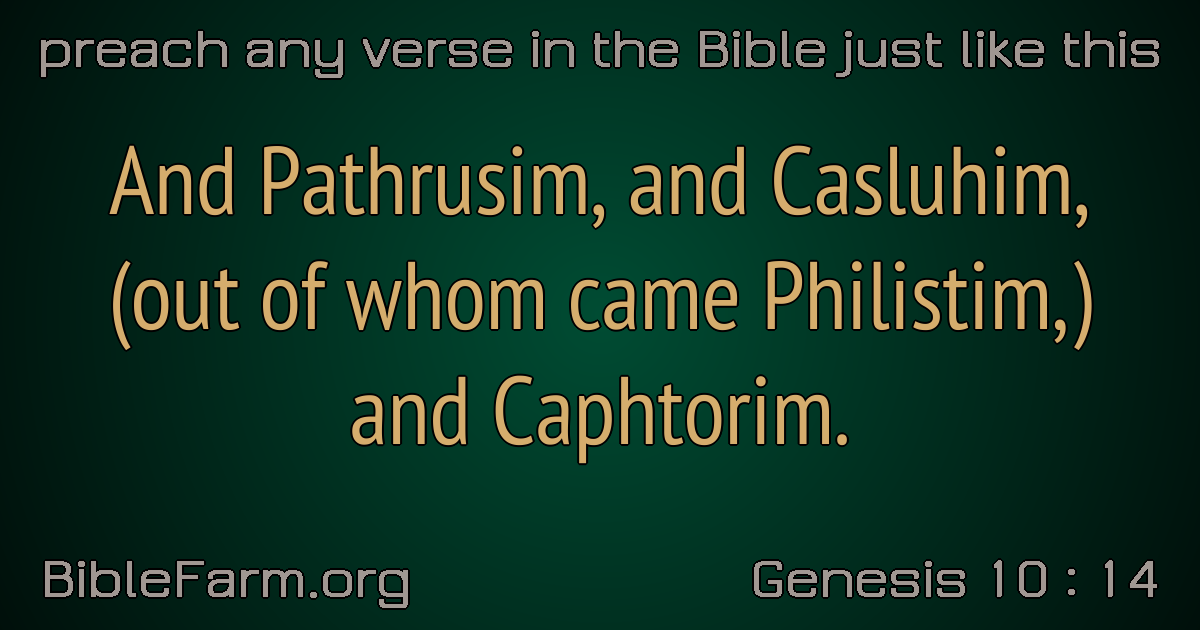 preach any verse in the Bible just like this
And Pathrusim, and Casluhim,
(out of whom came Philistim,)
and Caphtorim.
BibleFarm.org
Genesis 10 : 14